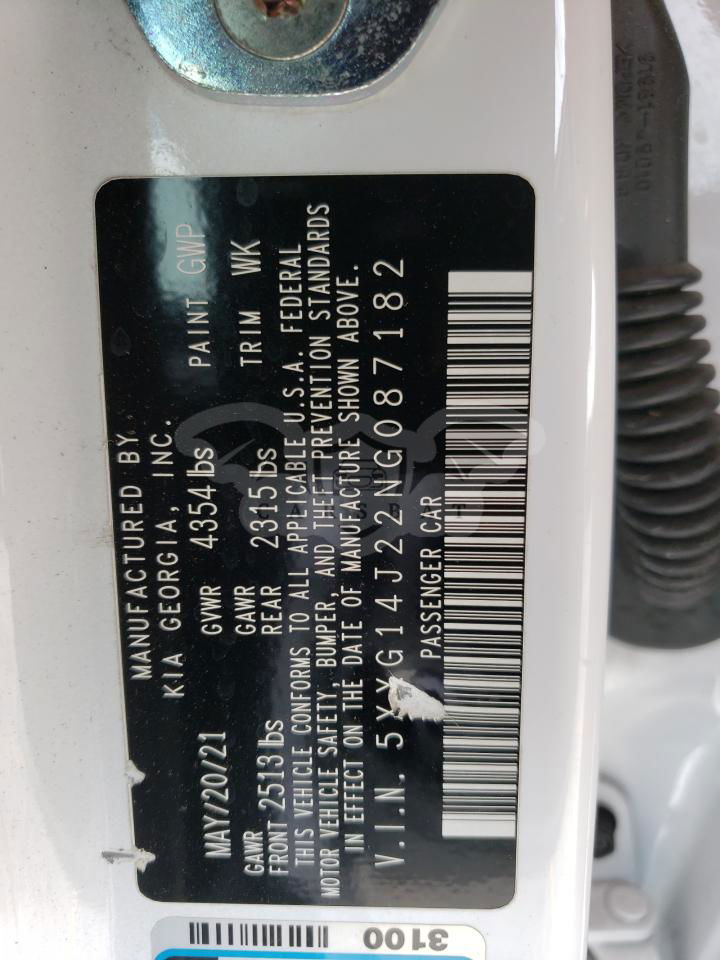 MANUFACTURED BY
KIA GEORGIA, INC.
MAY/20/21 GVWR 4354 lbs PAINT GWP
GAWR FRONT 2513 lbs GAWR REAR 2315 lbs TRIM WK
THIS VEHICLE CONFORMS TO ALL APPLICABLE U.S.A. FEDERAL
MOTOR VEHICLE SAFETY, BUMPER, AND THEFT PREVENTION STANDARDS
IN EFFECT ON THE DATE OF MANUFACTURE SHOWN ABOVE.
V.I.N. 5XXG14J22NG087182
PASSENGER CAR
3100